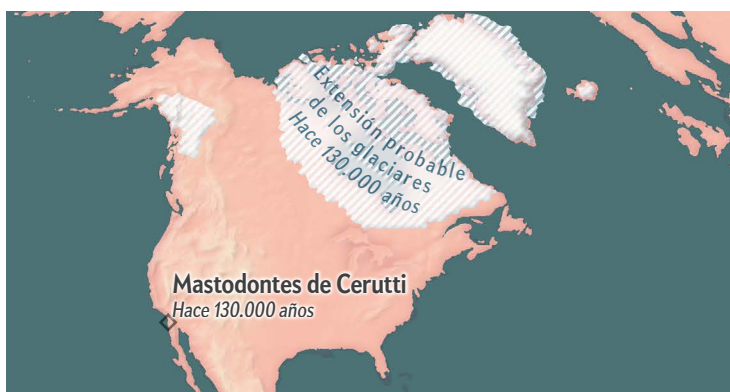 Extensión probable
de los glaciares
Hace 130.000 años
Mastodontes de Cerutti
Hace 130.000 años